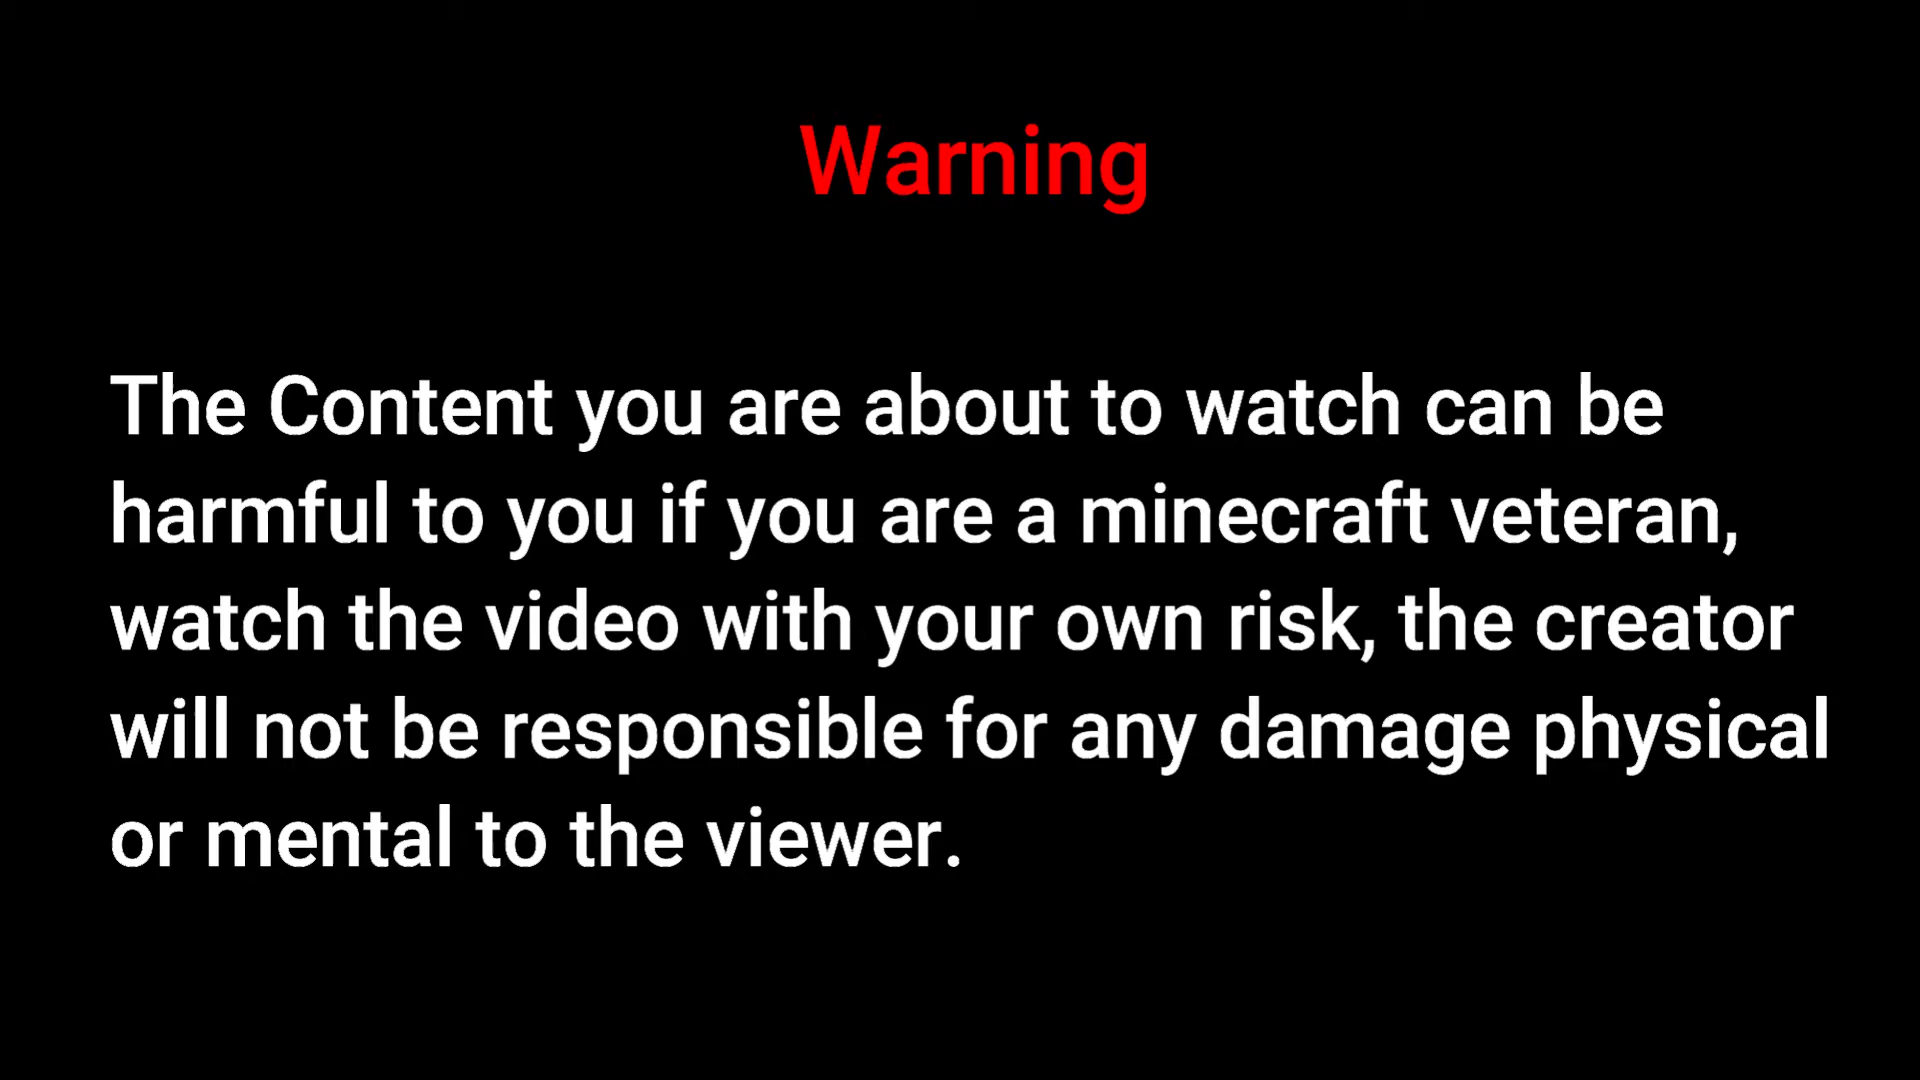 Warning
The Content you are about to watch can be
harmful to you if you are a minecraft veteran,
watch the video with your own risk, the creator
will not be responsible for any damage physical
or mental to the viewer.